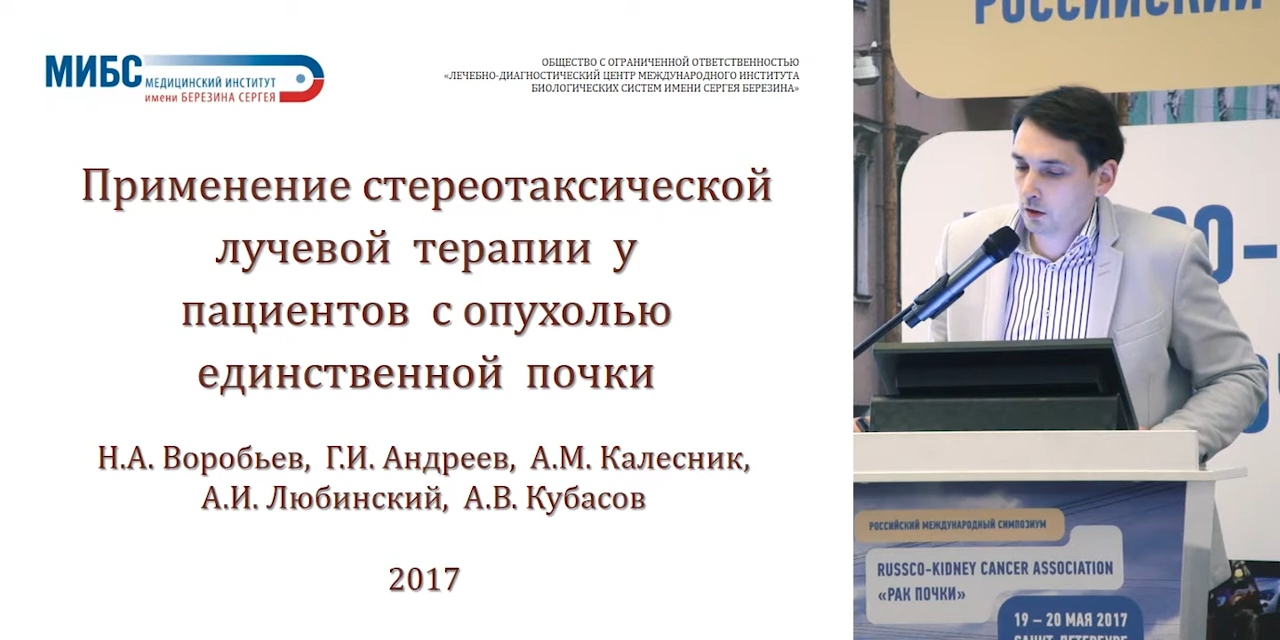 МИБС
МЕДИЦИНСКИЙ ИНСТИТУТ
имени БЕРЕЗИНА СЕРГЕЯ
ОБЩЕСТВО С ОГРАНИЧЕННОЙ ОТВЕТСТВЕННОСТЬЮ
«ЛЕЧЕБНО-ДИАГНОСТИЧЕСКИЙ ЦЕНТР МЕЖДУНАРОДНОГО ИНСТИТУТА
БИОЛОГИЧЕСКИХ СИСТЕМ ИМЕНИ СЕРГЕЯ БЕРЕЗИНА»
Применение стереотаксической
лучевой терапии у
пациентов с опухолью
единственной почки
Н.А. Воробьев, Г.И. Андреев, А.М. Калесник,
А.И. Любинский, А.В. Кубасов
2017
РОССИЙСКИЙ
РОССИЙСКИЙ МЕЖДУНАРОДНЫЙ СИМПОЗИУМ
RUSSCO-KIDNEY CANCER ASSOCIATION
«РАК ПОЧКИ»
19 – 20 МАЯ 2017
САНКТ-ПЕТЕРБУРГ